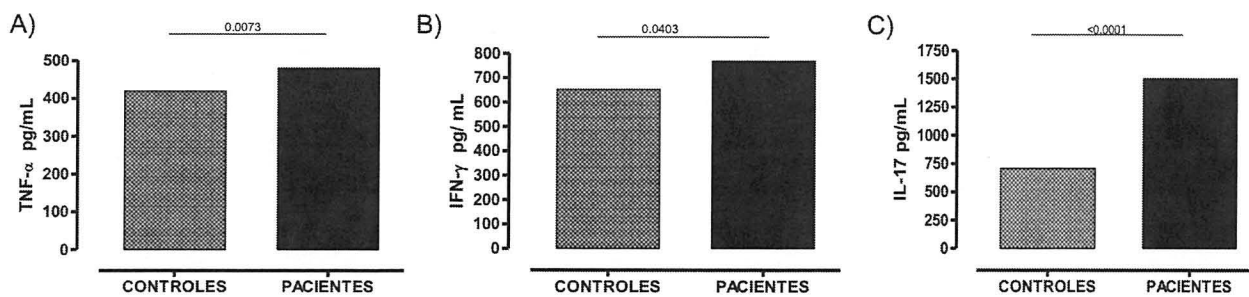 A)
0.0073
TNF-α pg/mL
500
400
300
200
100
0
CONTROLES
PACIENTES
B)
0.0403
IFN-γ pg/ mL
800
700
600
500
400
300
200
100
0
CONTROLES
PACIENTES
C)
<0.0001
IL-17 pg/mL
1750
1500
1250
1000
750
500
250
0
CONTROLES
PACIENTES